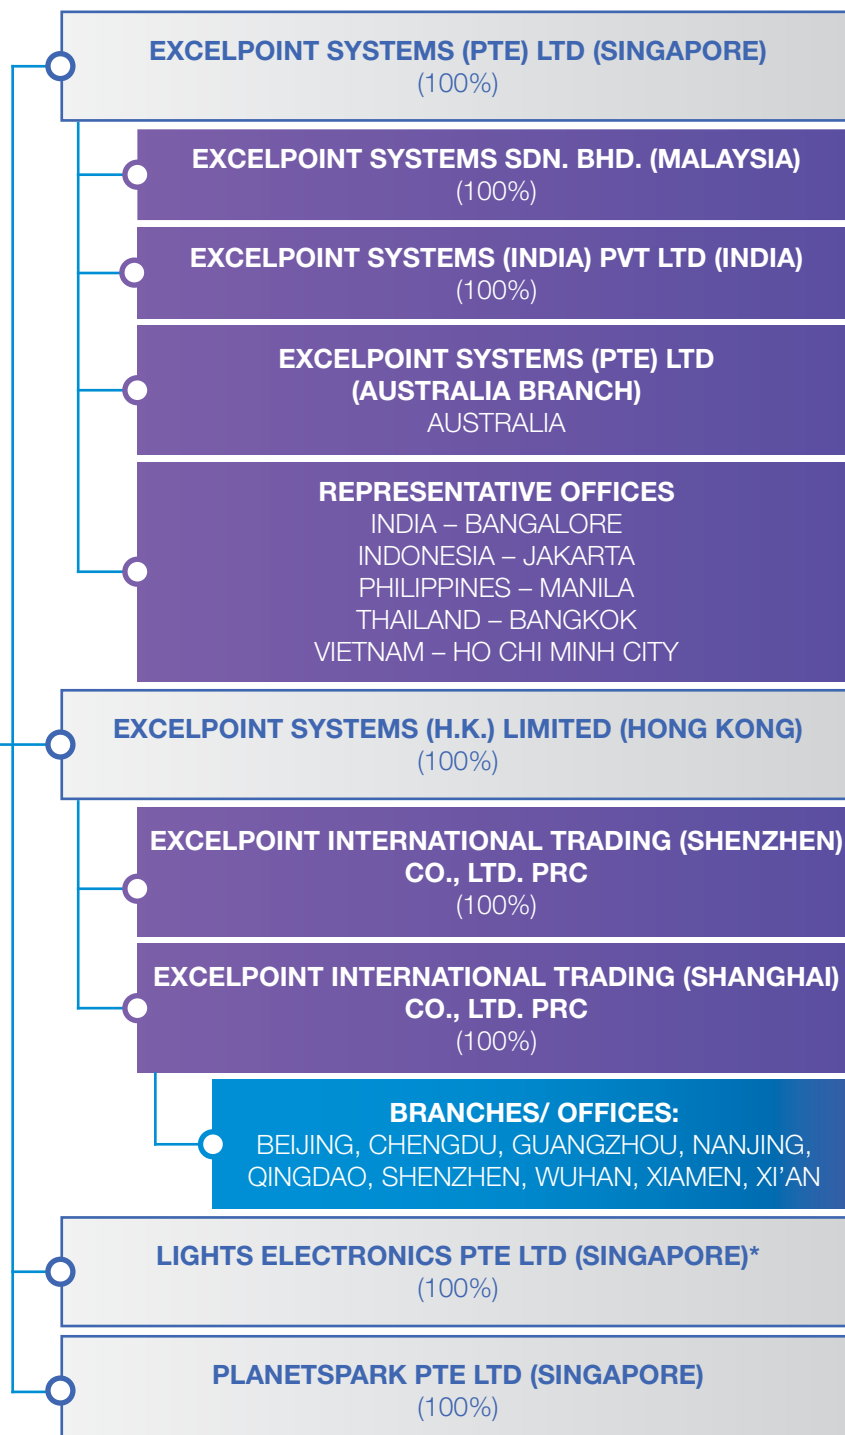 EXCELPOINT SYSTEMS (PTE) LTD (SINGAPORE)
(100%)
EXCELPOINT SYSTEMS SDN. BHD. (MALAYSIA)
(100%)
EXCELPOINT SYSTEMS (INDIA) PVT LTD (INDIA)
(100%)
EXCELPOINT SYSTEMS (PTE) LTD
(AUSTRALIA BRANCH)
AUSTRALIA
REPRESENTATIVE OFFICES
INDIA – BANGALORE
INDONESIA – JAKARTA
PHILIPPINES – MANILA
THAILAND – BANGKOK
VIETNAM – HO CHI MINH CITY
EXCELPOINT SYSTEMS (H.K.) LIMITED (HONG KONG)
(100%)
EXCELPOINT INTERNATIONAL TRADING (SHENZHEN)
CO., LTD. PRC
(100%)
EXCELPOINT INTERNATIONAL TRADING (SHANGHAI)
CO., LTD. PRC
(100%)
BRANCHES/ OFFICES:
BEIJING, CHENGDU, GUANGZHOU, NANJING,
QINGDAO, SHENZHEN, WUHAN, XIAMEN, XI’AN
LIGHTS ELECTRONICS PTE LTD (SINGAPORE)*
(100%)
PLANETSPARK PTE LTD (SINGAPORE)
(100%)